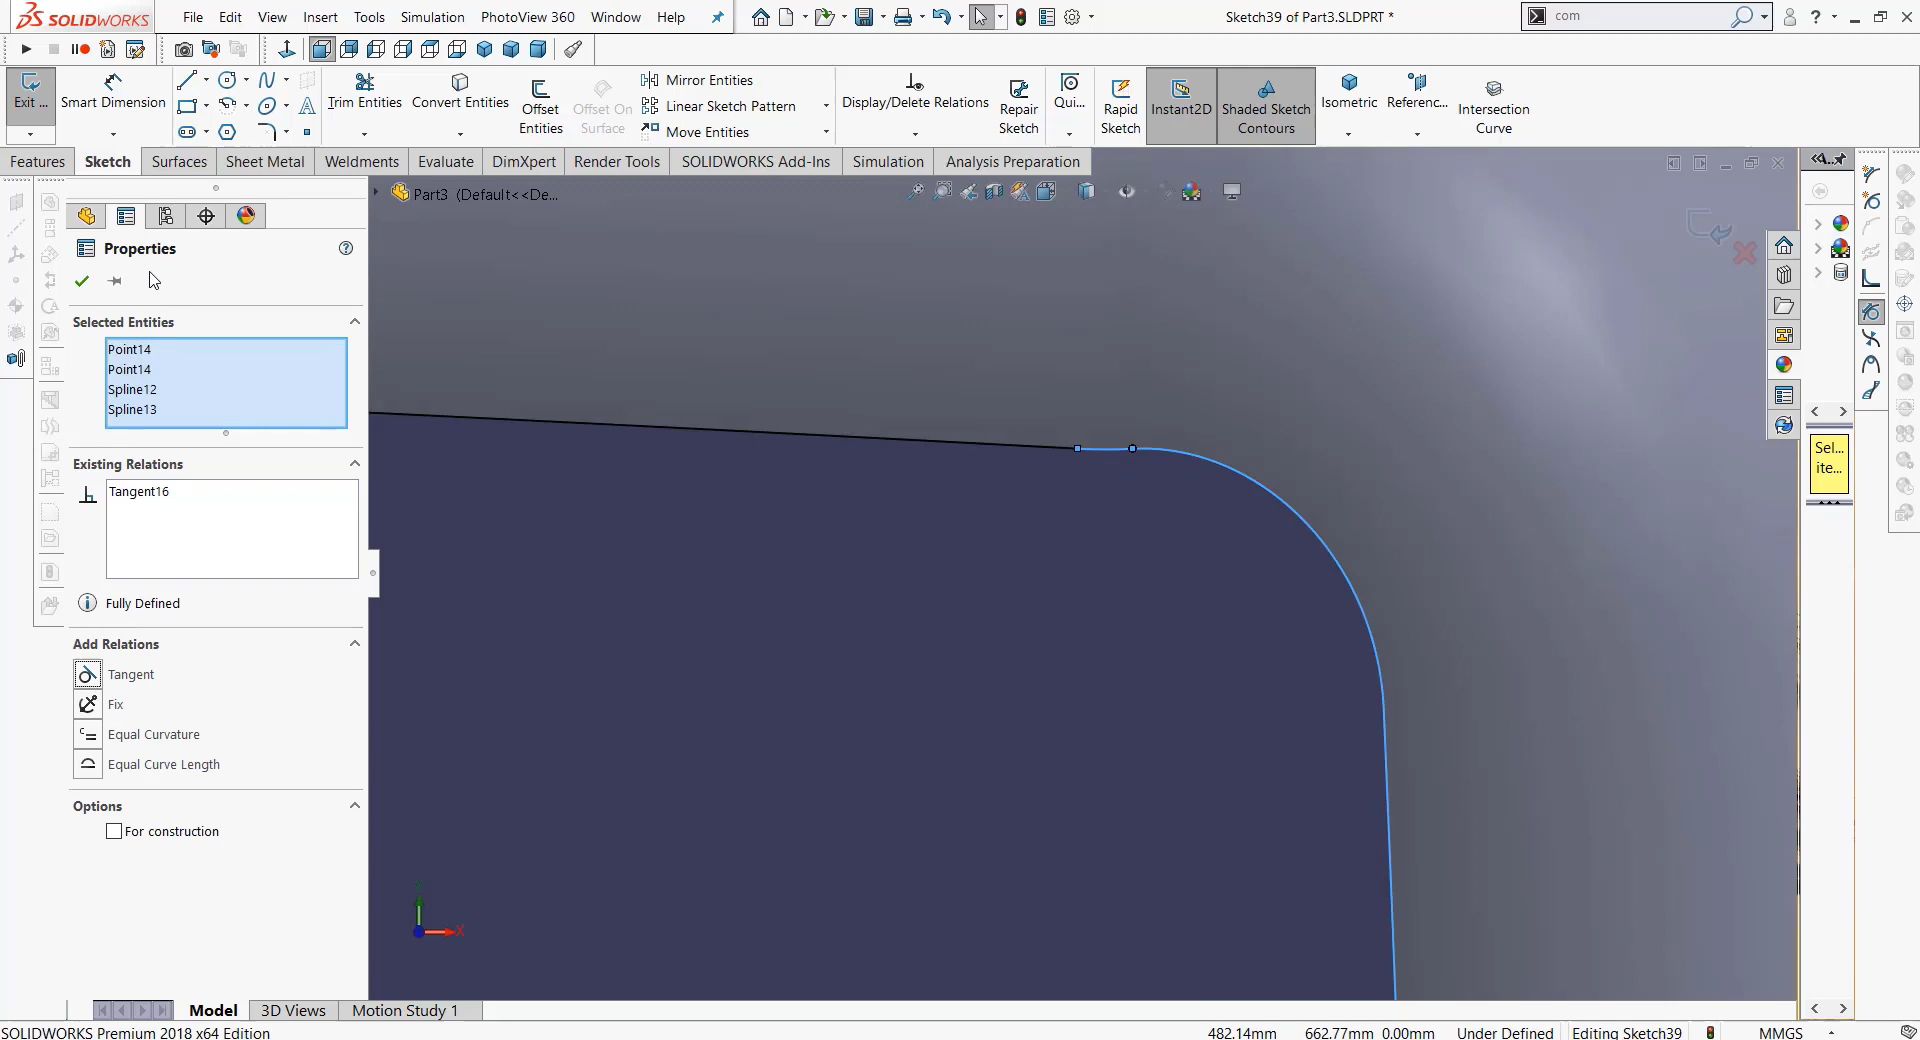 SOLIDWORKS
File Edit View Insert Tools Simulation PhotoView 360 Window Help
Sketch39 of Part3.SLDPRT *
com
Exit ...
Smart Dimension
Trim Entities
Convert Entities
Offset Entities
Offset On Surface
Mirror Entities
Linear Sketch Pattern
Move Entities
Display/Delete Relations
Repair Sketch
Qui...
Rapid Sketch
Instant2D
Shaded Sketch Contours
Isometric
Referenc...
Intersection Curve
Features Sketch Surfaces Sheet Metal Weldments Evaluate DimXpert Render Tools SOLIDWORKS Add-Ins Simulation Analysis Preparation
Part3 (Default<<De...
Properties
Selected Entities
Point14
Point14
Spline12
Spline13
Existing Relations
Tangent16
Fully Defined
Add Relations
Tangent
Fix
Equal Curvature
Equal Curve Length
Options
For construction
Sel...
ite...
X
Model 3D Views Motion Study 1
SOLIDWORKS Premium 2018 x64 Edition
482.14mm 662.77mm 0.00mm Under Defined Editing Sketch39 MMGS